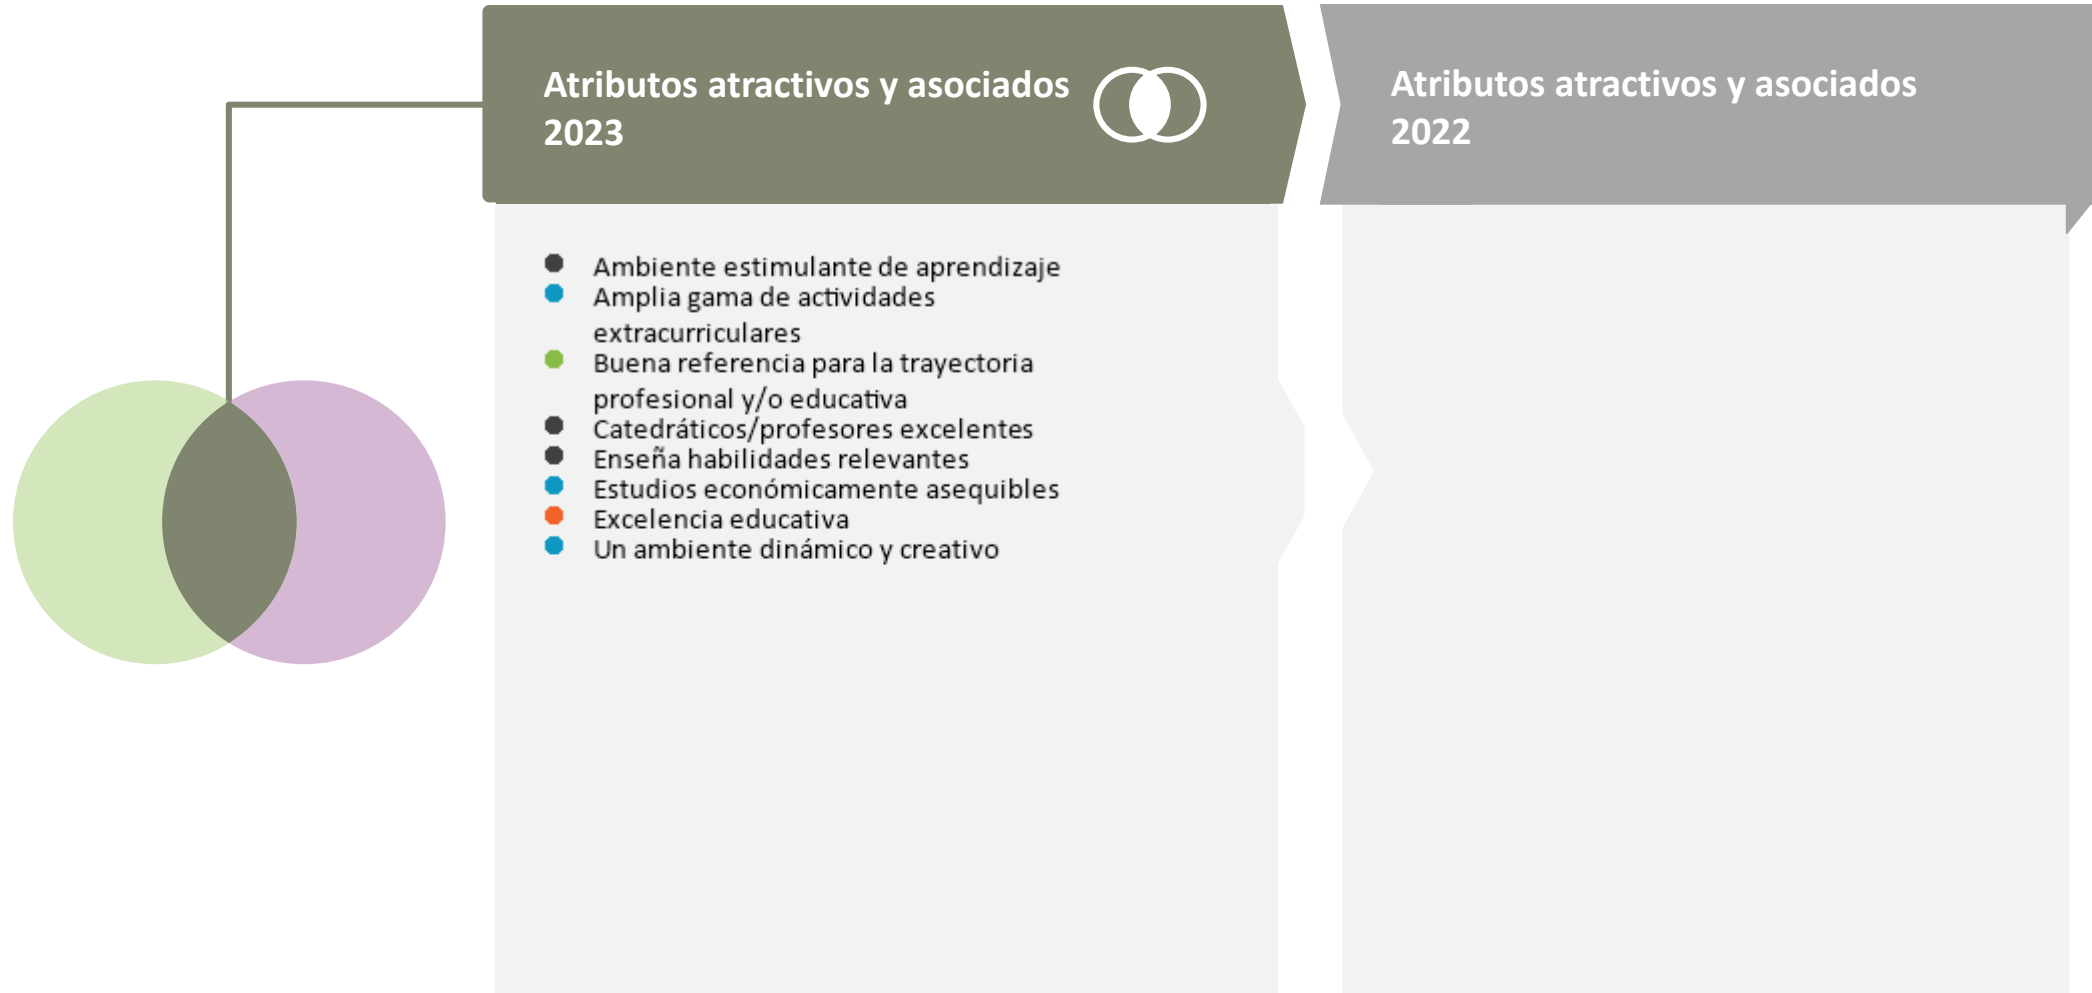 Atributos atractivos y asociados
2023
Atributos atractivos y asociados
2022
Ambiente estimulante de aprendizaje
Amplia gama de actividades
extracurriculares
Buena referencia para la trayectoria
profesional y/o educativa
Catedráticos/profesores excelentes
Enseña habilidades relevantes
Estudios económicamente asequibles
Excelencia educativa
Un ambiente dinámico y creativo